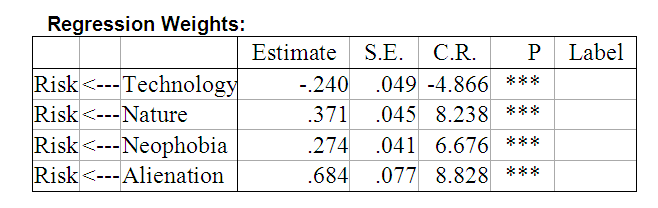 Regression Weights:
Estimate S.E. C.R. P Label
Risk <--- Technology -.240 .049 -4.866 ***
Risk <--- Nature .371 .045 8.238 ***
Risk <--- Neophobia .274 .041 6.676 ***
Risk <--- Alienation .684 .077 8.828 ***